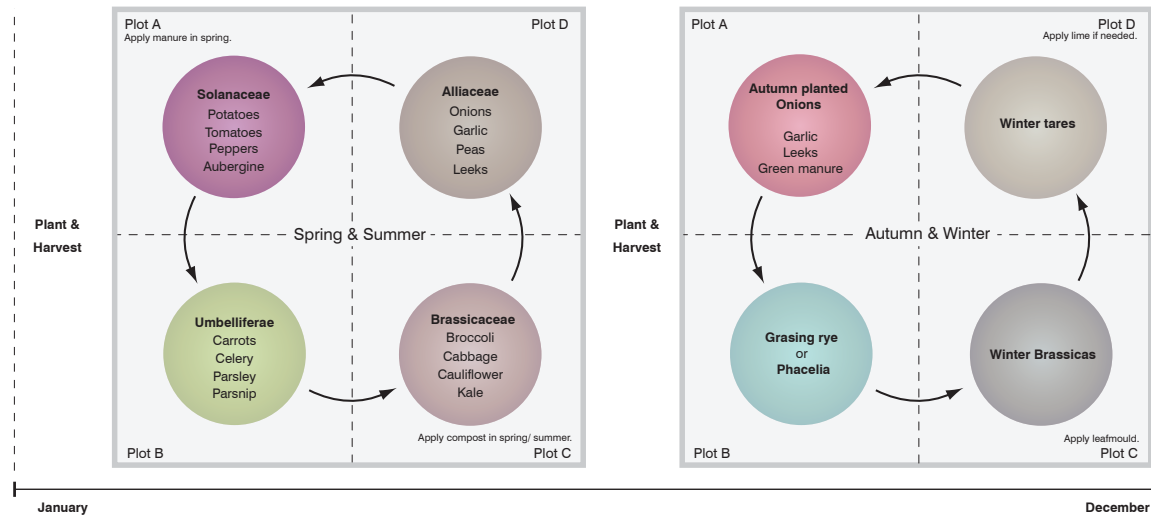 Plot A
Apply manure in spring.
Plot D
Solanaceae
Potatoes
Tomatoes
Peppers
Aubergine
Alliaceae
Onions
Garlic
Peas
Leeks
Plant &
Harvest
Spring & Summer
Umbelliferae
Carrots
Celery
Parsley
Parsnip
Brassicaceae
Broccoli
Cabbage
Cauliflower
Kale
Apply compost in spring/ summer.
Plot B
Plot C
Plot A
Plot D
Apply lime if needed.
Autumn planted
Onions
Garlic
Leeks
Green manure
Winter tares
Plant &
Harvest
Autumn & Winter
Grasing rye
or
Phacelia
Winter Brassicas
Apply leafmould.
Plot B
Plot C
January
December